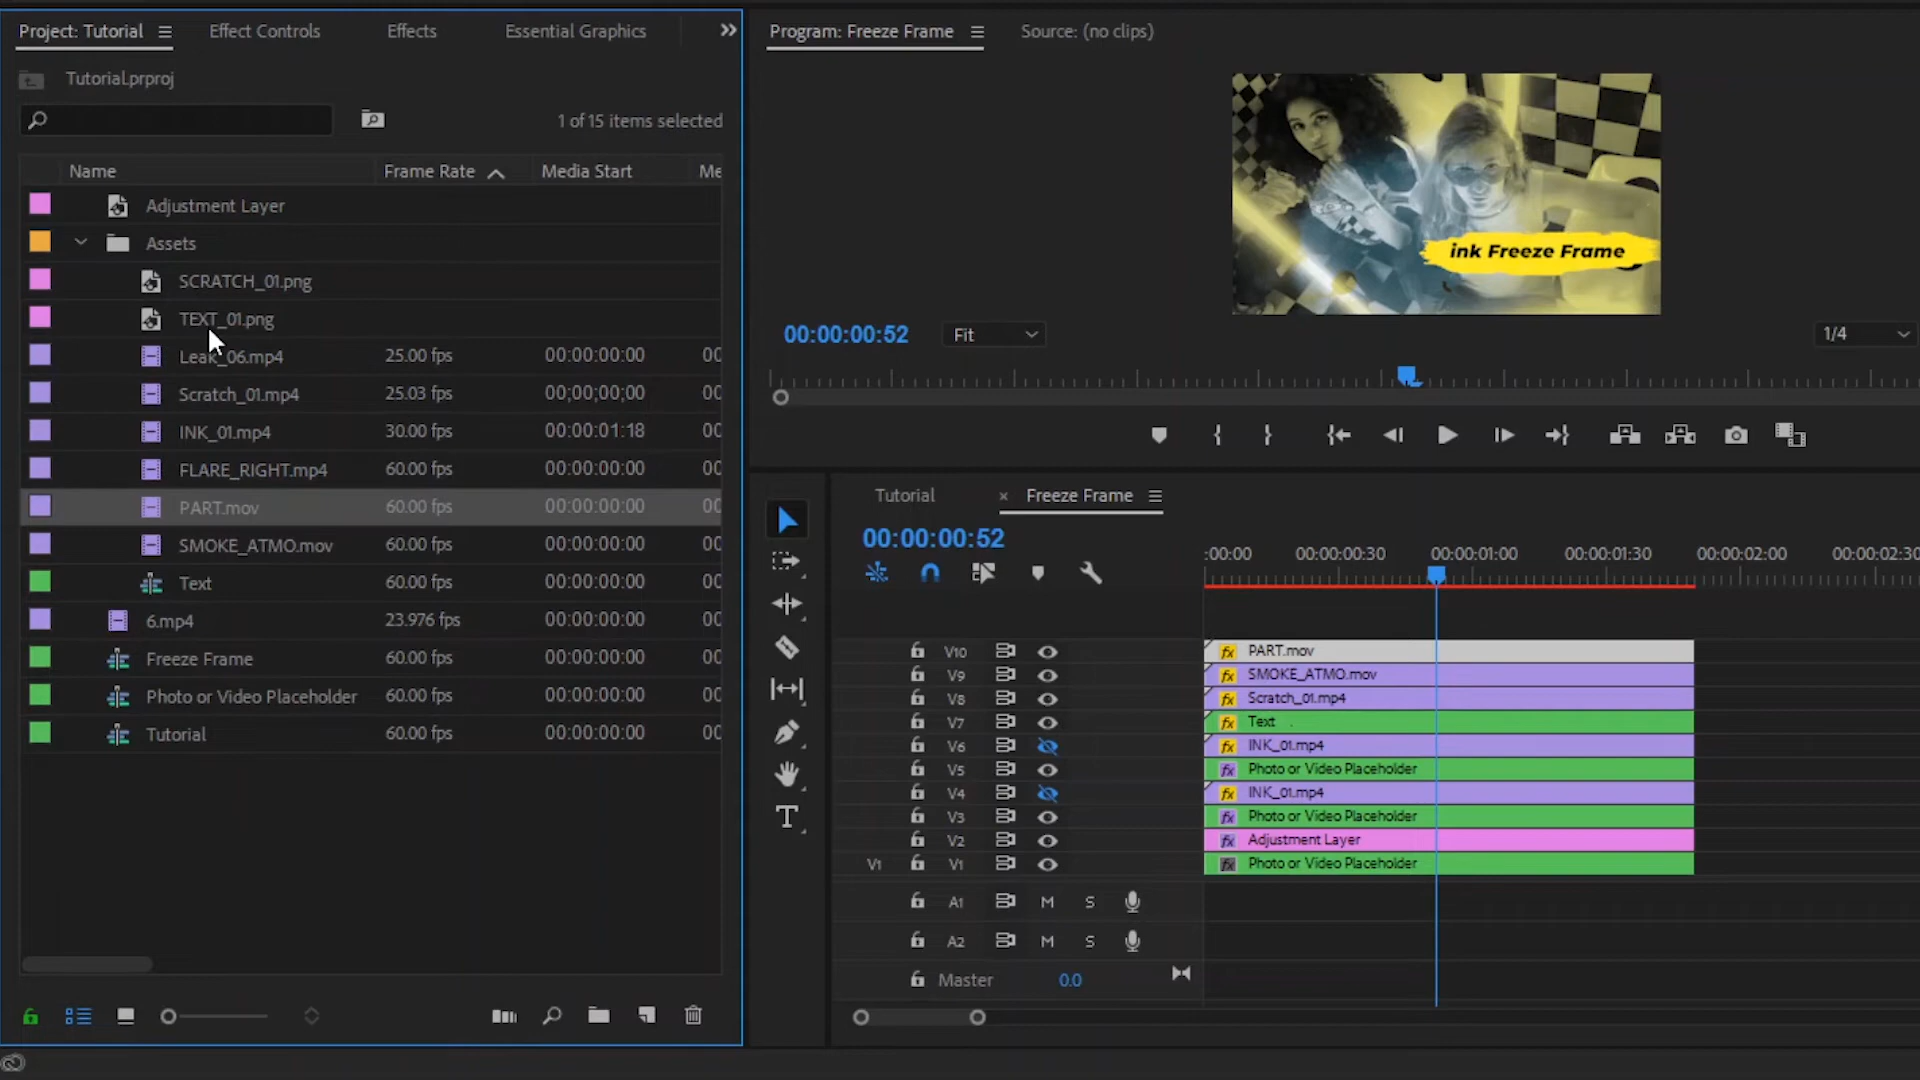 Project: Tutorial
Effect Controls
Effects
Essential Graphics
Tutorial.prproj
1 of 15 items selected
Name
Frame Rate
Media Start
Me
Adjustment Layer
Assets
SCRATCH_01.png
TEXT_01.png
Leak_06.mp4 25.00 fps 00:00:00:00 00
Scratch_01.mp4 25.03 fps 00;00;00;00 00
INK_01.mp4 30.00 fps 00:00:01:18 00
FLARE_RIGHT.mp4 60.00 fps 00:00:00:00 00
PART.mov 60.00 fps 00:00:00:00 00
SMOKE_ATMO.mov 60.00 fps 00:00:00:00 00
Text 60.00 fps 00:00:00:00 00
6.mp4 23.976 fps 00:00:00:00 00
Freeze Frame 60.00 fps 00:00:00:00 00
Photo or Video Placeholder 60.00 fps 00:00:00:00 00
Tutorial 60.00 fps 00:00:00:00 00
Program: Freeze Frame
Source: (no clips)
ink Freeze Frame
00:00:00:52
Fit
1/4
Tutorial
× Freeze Frame
00:00:00:52
:00:00 00:00:00:30 00:00:01:00 00:00:01:30 00:00:02:00 00:00:02:30
V10 fx PART.mov
V9 fx SMOKE_ATMO.mov
V8 fx Scratch_01.mp4
V7 fx Text
V6 fx INK_01.mp4
V5 fx Photo or Video Placeholder
V4 fx INK_01.mp4
V3 fx Photo or Video Placeholder
V2 fx Adjustment Layer
V1 V1 fx Photo or Video Placeholder
A1 M S
A2 M S
Master 0.0